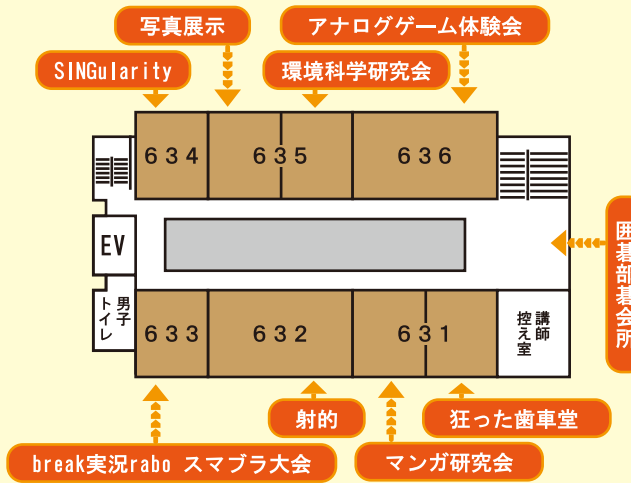 写真展示
アナログゲーム体験会
SINGularity
環境科学研究会
634
635
636
EV
囲碁部碁会所
男子
トイレ
633
632
631
講師
控え室
射的
狂った歯車堂
break実況rabo スマブラ大会
マンガ研究会